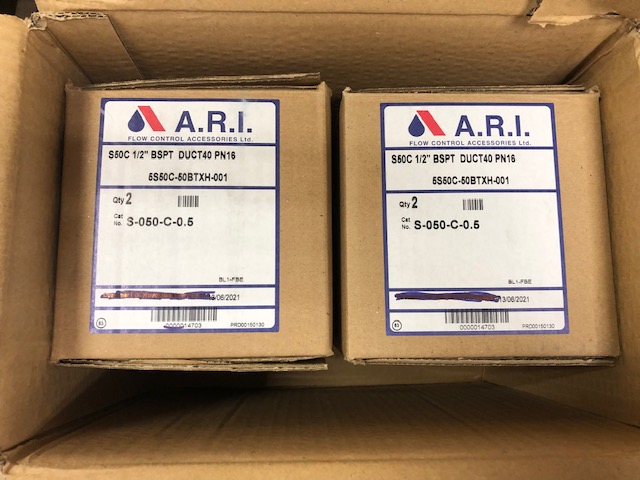 A.R.I.
FLOW CONTROL ACCESSORIES Ltd.
S50C 1/2" BSPT DUCT40 PN16
5S50C-50BTXH-001
Qty 2
Cat No. S-050-C-0.5
BL1-FBE
3/06/2021
0000014703
PRD00150130
A.R.I.
FLOW CONTROL ACCESSORIES Ltd.
S50C 1/2" BSPT DUCT40 PN16
5S50C-50BTXH-001
Qty 2
Cat No. S-050-C-0.5
BL1-FBE
13/06/2021
0000014703
PRD00150130